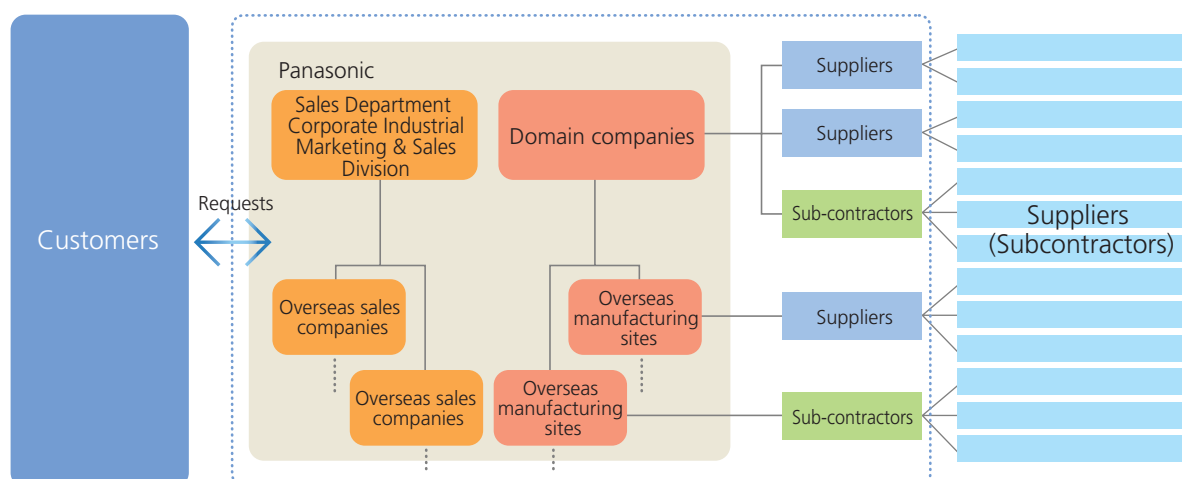 Customers
Requests
Panasonic
Sales Department
Corporate Industrial
Marketing & Sales
Division
Domain companies
Overseas sales
companies
Overseas sales
companies
Overseas
manufacturing
sites
Overseas
manufacturing
sites
Suppliers
Suppliers
Sub-contractors
Suppliers
Sub-contractors
Suppliers
(Subcontractors)